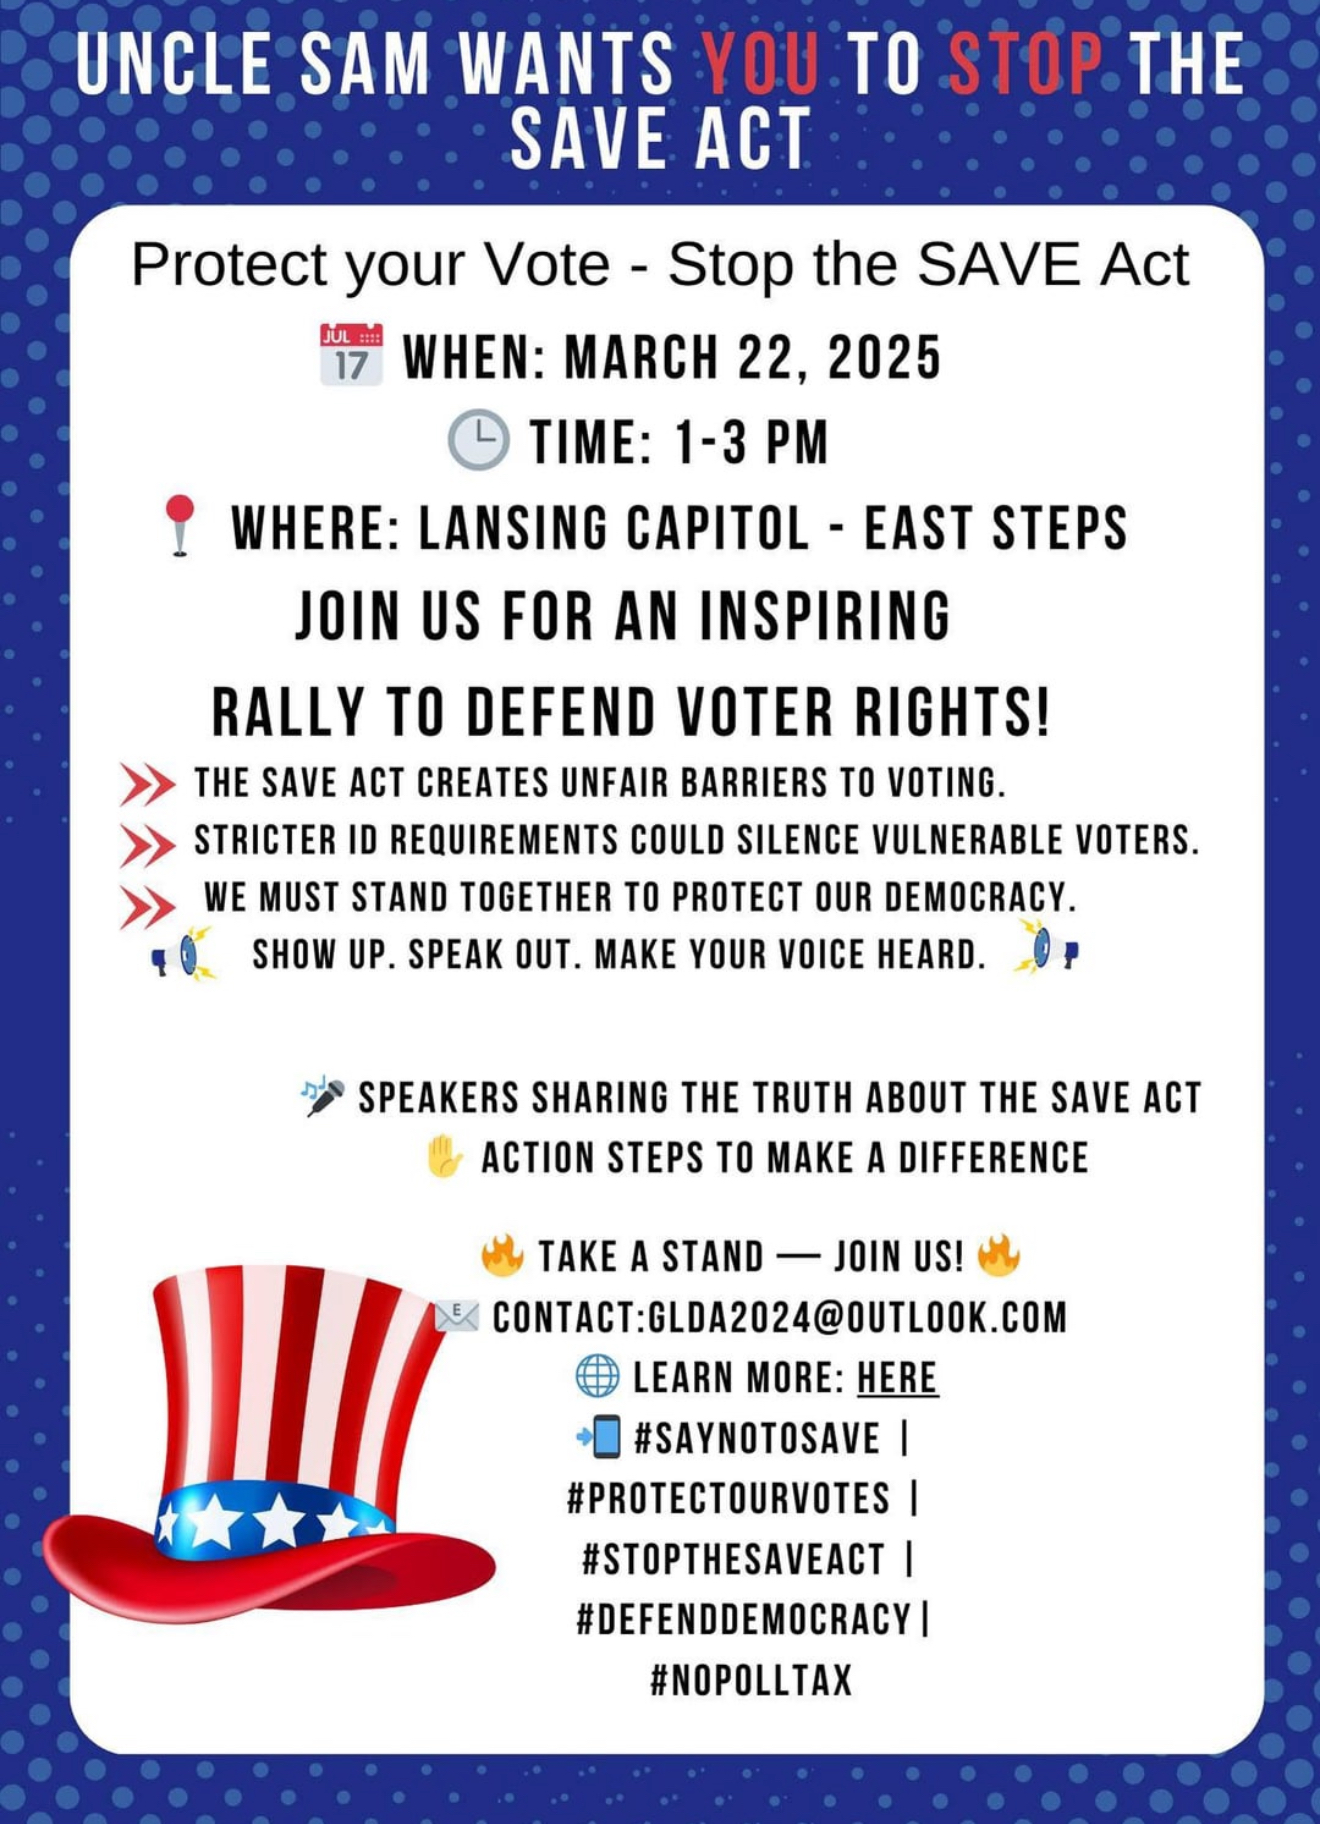 UNCLE SAM WANTS YOU TO STOP THE
SAVE ACT
Protect your Vote - Stop the SAVE Act
JUL
17
WHEN: MARCH 22, 2025
TIME: 1-3 PM
WHERE: LANSING CAPITOL - EAST STEPS
JOIN US FOR AN INSPIRING
RALLY TO DEFEND VOTER RIGHTS!
THE SAVE ACT CREATES UNFAIR BARRIERS TO VOTING.
STRICTER ID REQUIREMENTS COULD SILENCE VULNERABLE VOTERS.
WE MUST STAND TOGETHER TO PROTECT OUR DEMOCRACY.
SHOW UP. SPEAK OUT. MAKE YOUR VOICE HEARD.
SPEAKERS SHARING THE TRUTH ABOUT THE SAVE ACT
ACTION STEPS TO MAKE A DIFFERENCE
TAKE A STAND — JOIN US!
E
CONTACT:GLDA2024@OUTLOOK.COM
LEARN MORE: HERE
#SAYNOTOSAVE |
#PROTECTOURVOTES |
#STOPTHESAVEACT |
#DEFENDDEMOCRACY|
#NOPOLLTAX